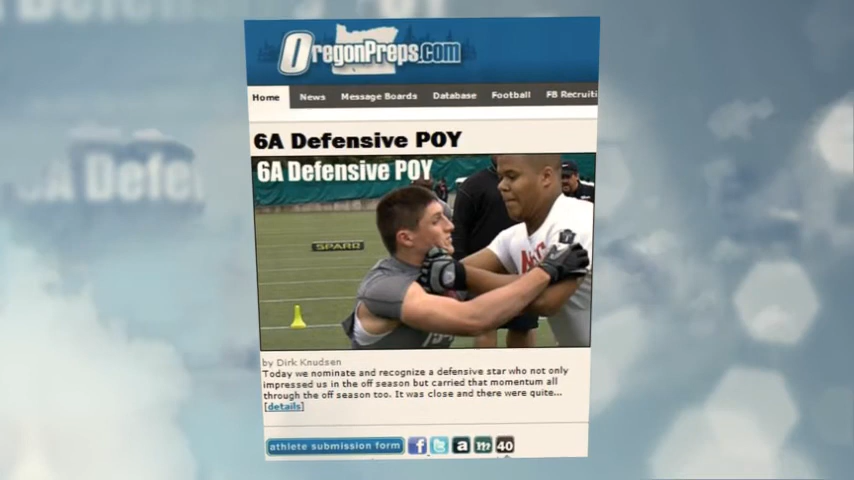 OregonPreps.com
Home News Message Boards Database Football FB Recruiti
6A Defensive POY
6A Defensive POY
SPARQ
by Dirk Knudsen
Today we nominate and recognize a defensive star who not only
impressed us in the off season but carried that momentum all
through the off season too. It was close and there were quite...
[details]
athlete submission form f t a m 40